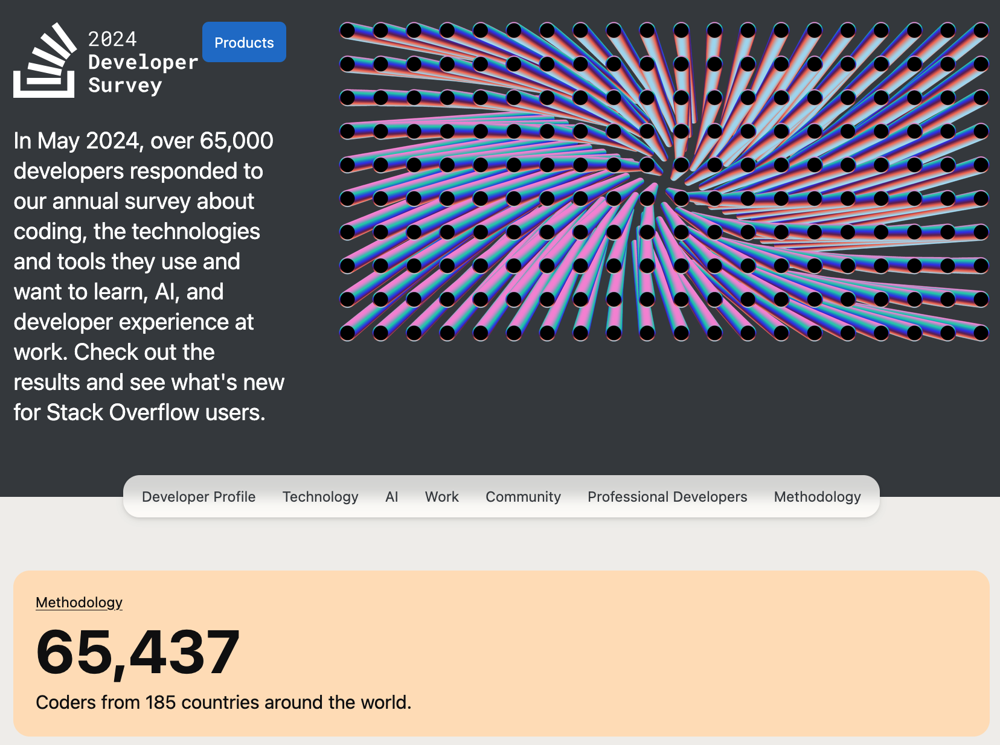 2024
Developer
Survey
Products
In May 2024, over 65,000
developers responded to
our annual survey about
coding, the technologies
and tools they use and
want to learn, AI, and
developer experience at
work. Check out the
results and see what's new
for Stack Overflow users.
Developer Profile Technology AI Work Community Professional Developers Methodology
Methodology
65,437
Coders from 185 countries around the world.